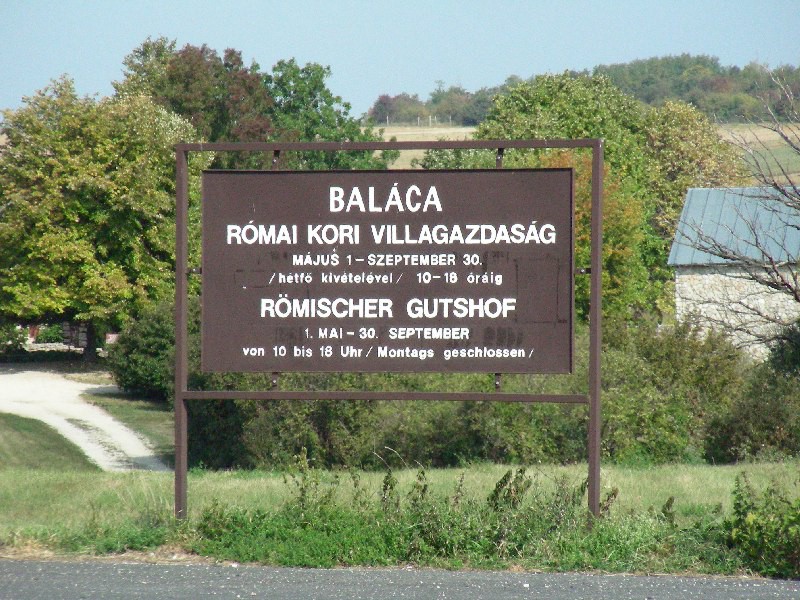 BALÁCA
RÓMAI KORI VILLAGAZDASÁG
MÁJUS 1-SZEPTEMBER 30.
/hétfő kivételével/ 10-18 óráig
RÖMISCHER GUTSHOF
1. MAI-30. SEPTEMBER
von 10 bis 18 Uhr/Montags geschlossen/